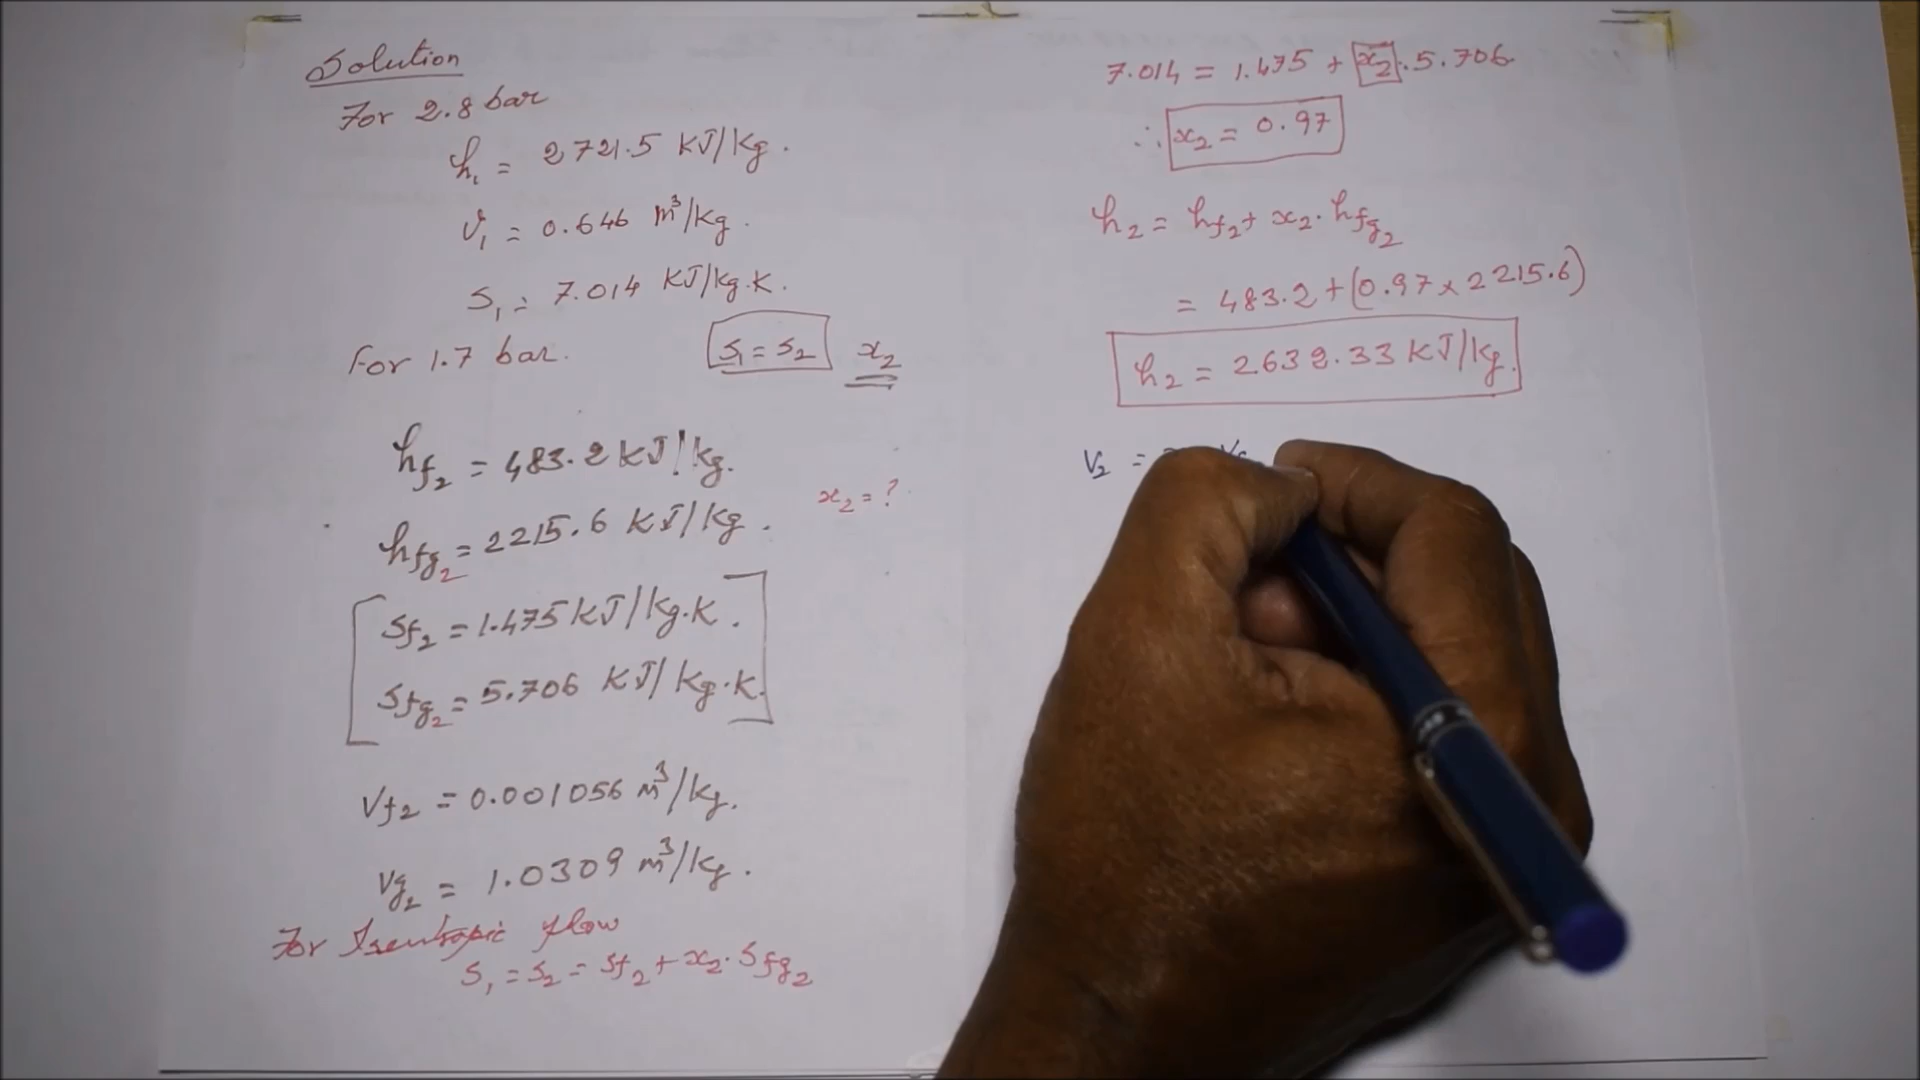 Solution
For 2.8 bar
h1 = 2721.5 KJ/Kg.
v1 = 0.646 m³/Kg.
S1 = 7.014 KJ/Kg.K.
For 1.7 bar. S1 = S2 x2
hf2 = 483.2 KJ/Kg.
x2 = ?
hfg2 = 2215.6 KJ/Kg.
Sf2 = 1.475 KJ/Kg.K.
Sfg2 = 5.706 KJ/Kg.K.
Vf2 = 0.001056 m³/Kg.
Vg2 = 1.0309 m³/Kg.
For Isentropic flow
S1 = S2 = Sf2 + x2. Sfg2
7.014 = 1.475 + x2 . 5.706
∴ x2 = 0.97
h2 = hf2 + x2. hfg2
= 483.2 + (0.97 x 2215.6)
h2 = 2632.33 KJ/Kg.
V2 =